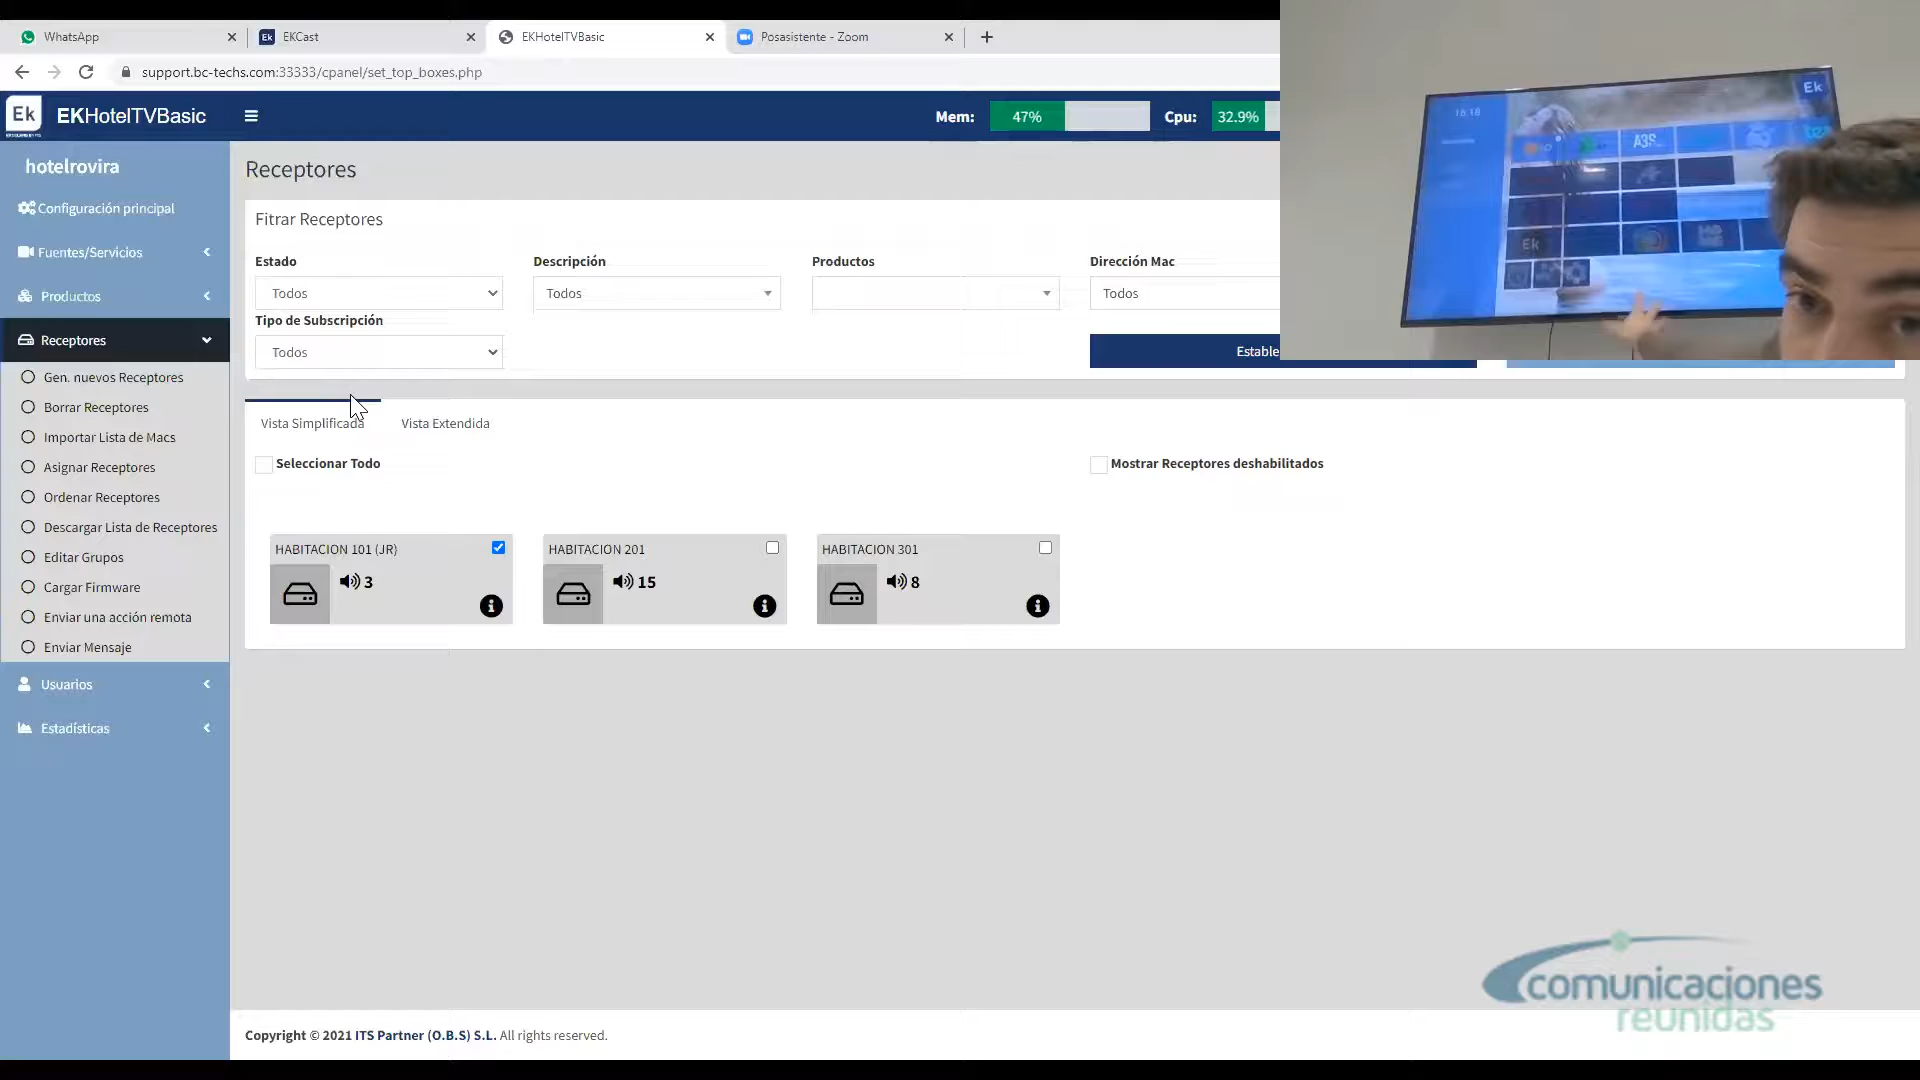 WhatsApp
EKCast
EKHotelTVBasic
Posasistente - Zoom
support.bc-techs.com:33333/cpanel/set_top_boxes.php
Ek
EKHotelTVBasic
Mem:
47%
Cpu:
32.9%
hotelrovira
Configuración principal
Fuentes/Servicios
Productos
Receptores
Gen. nuevos Receptores
Borrar Receptores
Importar Lista de Macs
Asignar Receptores
Ordenar Receptores
Descargar Lista de Receptores
Editar Grupos
Cargar Firmware
Enviar una acción remota
Enviar Mensaje
Usuarios
Estadísticas
Receptores
Fitrar Receptores
Estado
Descripción
Productos
Dirección Mac
Todos
Todos
Todos
Tipo de Subscripción
Todos
Estable
Vista Simplificada
Vista Extendida
Seleccionar Todo
Mostrar Receptores deshabilitados
HABITACION 101 (JR)
3
HABITACION 201
15
HABITACION 301
8
16:18
Ek
A3S
Ek
comunicaciones
reunidas
Copyright © 2021 ITS Partner (O.B.S) S.L. All rights reserved.